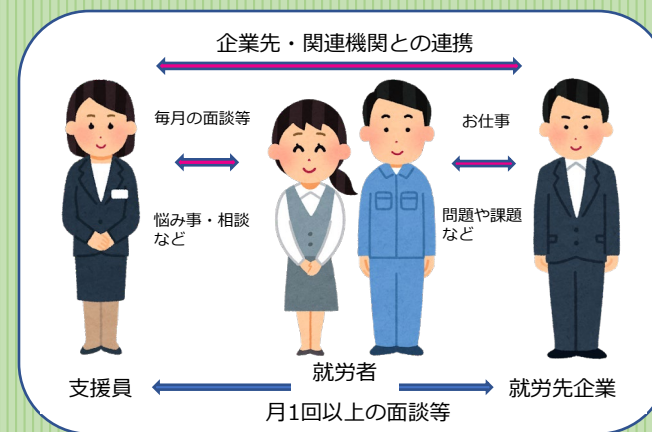 企業先・関連機関との連携
毎月の面談等
お仕事
悩み事・相談
など
問題や課題
など
支援員
就労者
就労先企業
月1回以上の面談等